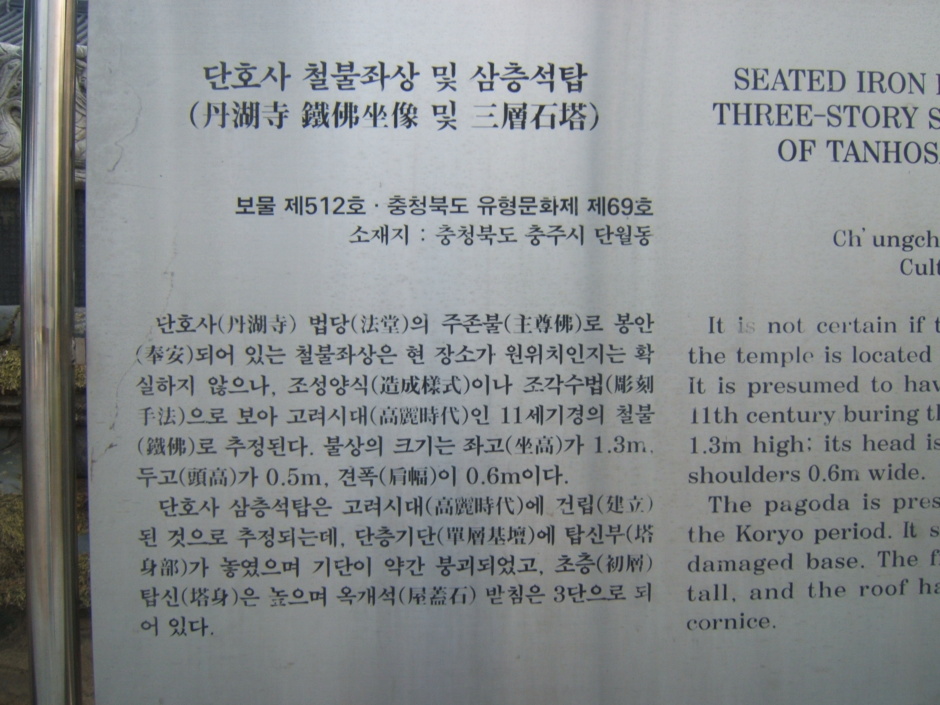 단호사 철불좌상 및 삼층석탑
(丹湖寺 鐵佛坐像 및 三層石塔)
보물 제512호 · 충청북도 유형문화제 제69호
소재지 : 충청북도 충주시 단월동
단호사(丹湖寺) 법당(法堂)의 주존불(主尊佛)로 봉안
(奉安)되어 있는 철불좌상은 현 장소가 원위치인지는 확
실하지 않으나, 조성양식(造成樣式)이나 조각수법(彫刻
手法)으로 보아 고려시대(高麗時代)인 11세기경의 철불
(鐵佛)로 추정된다. 불상의 크기는 좌고(坐高)가 1.3m,
두고(頭高)가 0.5m, 견폭(肩幅)이 0.6m이다.
단호사 삼층석탑은 고려시대(高麗時代)에 건립(建立)
된 것으로 추정되는데, 단층기단(單層基壇)에 탑신부(塔
身部)가 놓였으며 기단이 약간 붕괴되었고, 초층(初層)
탑신(塔身)은 높으며 옥개석(屋蓋石) 받침은 3단으로 되
어 있다.
SEATED IRON
THREE-STORY S
OF TANHOS
Ch'ungch
Cult
It is not certain if t
the temple is located
It is presumed to hav
11th century buring th
1.3m high; its head is
shoulders 0.6m wide.
The pagoda is pres
the Koryo period. It s
damaged base. The f
tall, and the roof ha
cornice.